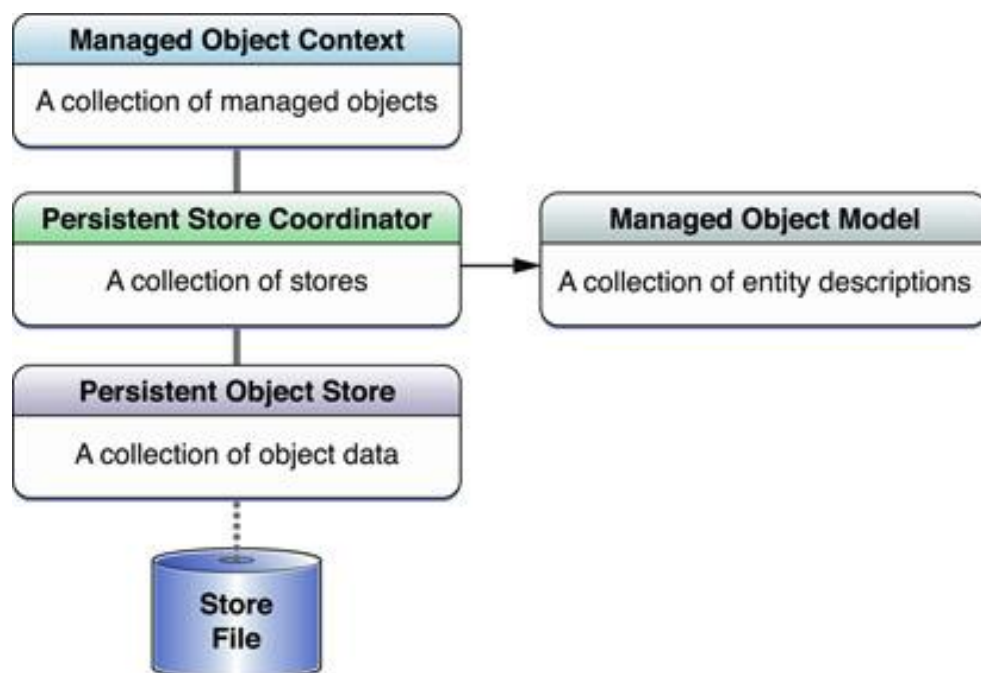 Managed Object Context
A collection of managed objects
Persistent Store Coordinator
A collection of stores
Managed Object Model
A collection of entity descriptions
Persistent Object Store
A collection of object data
Store
File